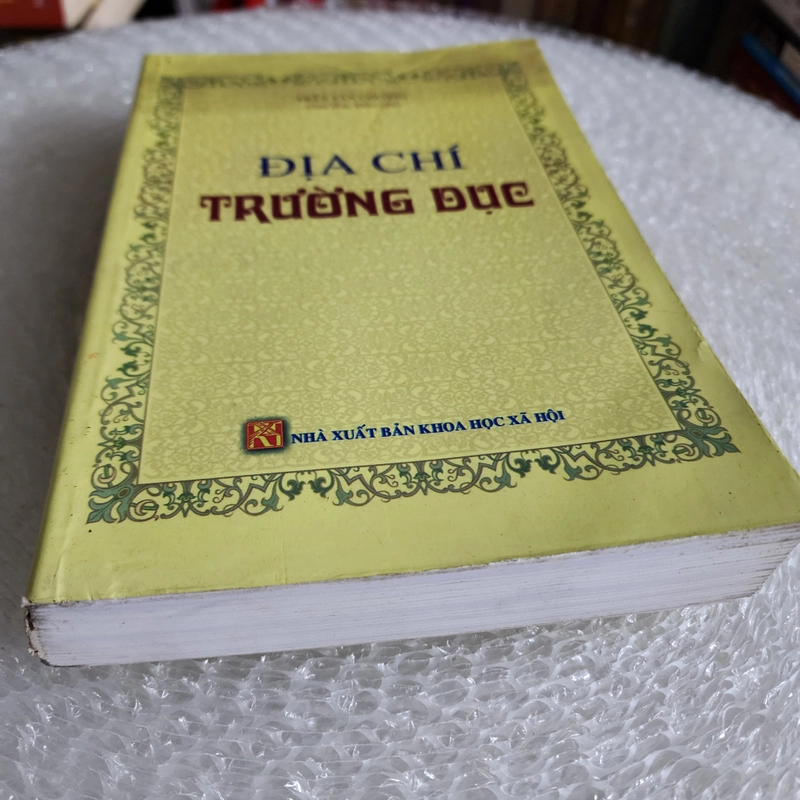 ĐỊA CHÍ
TRƯỜNG DỤC
NHÀ XUẤT BẢN KHOA HỌC XÃ HỘI